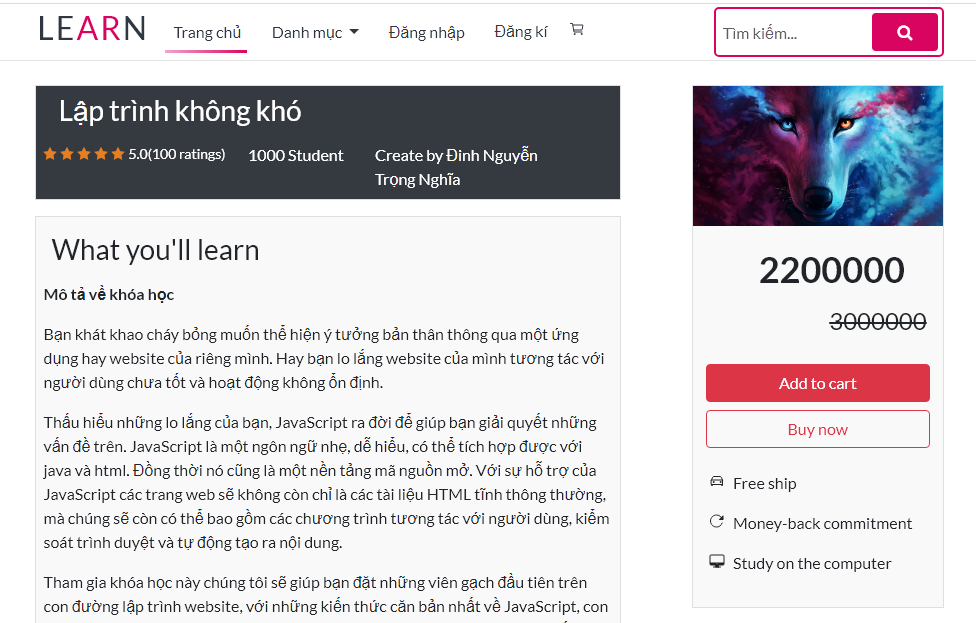 LEARN
Trang chủ
Danh mục
Đăng nhập
Đăng kí
Tìm kiếm...
Lập trình không khó
5.0(100 ratings)
1000 Student
Create by Đinh Nguyễn
Trọng Nghĩa
What you'll learn
Mô tả về khóa học
Bạn khát khao cháy bỏng muốn thể hiện ý tưởng bản thân thông qua một ứng
dụng hay website của riêng mình. Hay bạn lo lắng website của mình tương tác với
người dùng chưa tốt và hoạt động không ổn định.
Thấu hiểu những lo lắng của bạn, JavaScript ra đời để giúp bạn giải quyết những
vấn đề trên. JavaScript là một ngôn ngữ nhẹ, dễ hiểu, có thể tích hợp được với
java và html. Đồng thời nó cũng là một nền tảng mã nguồn mở. Với sự hỗ trợ của
JavaScript các trang web sẽ không còn chỉ là các tài liệu HTML tĩnh thông thường,
mà chúng sẽ còn có thể bao gồm các chương trình tương tác với người dùng, kiểm
soát trình duyệt và tự động tạo ra nội dung.
Tham gia khóa học này chúng tôi sẽ giúp bạn đặt những viên gạch đầu tiên trên
con đường lập trình website, với những kiến thức căn bản nhất về JavaScript, con
2200000
3000000
Add to cart
Buy now
Free ship
Money-back commitment
Study on the computer